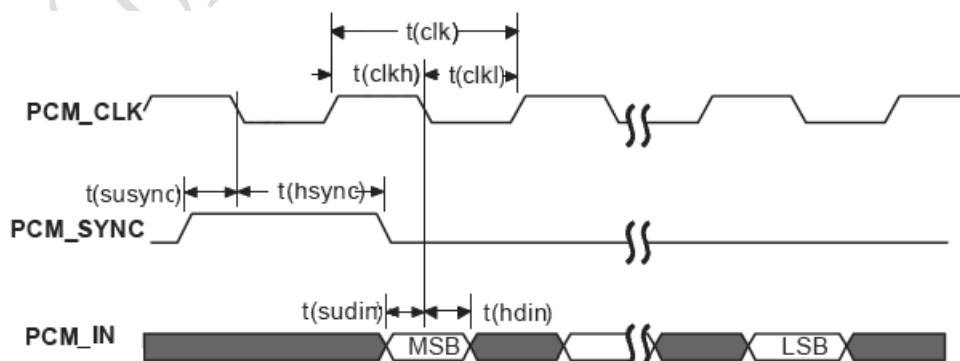 t(clk)
t(clkh) t(clkl)
PCM_CLK
t(susync) t(hsync)
PCM_SYNC
t(sudin) t(hdin)
PCM_IN MSB LSB